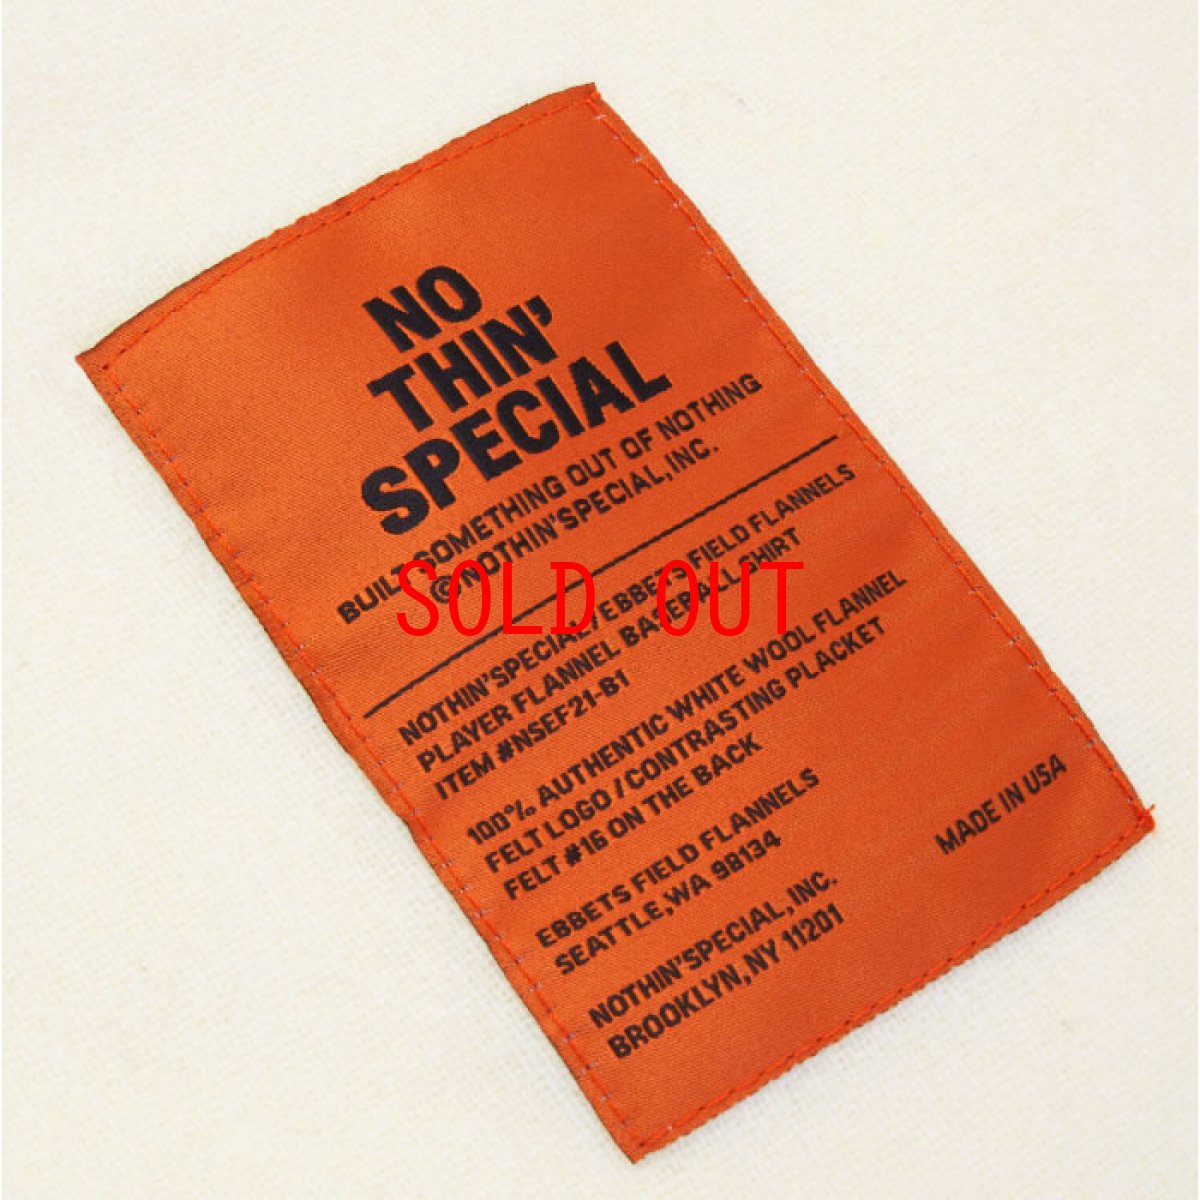 NO
THIN'
SPECIAL
BUILT SOMETHING OUT OF NOTHING
@NOTHIN'SPECIAL,INC.
SOLD OUT
NOTHIN'SPECIAL/EBBETS FIELD FLANNELS
PLAYER FLANNEL BASEBALL SHIRT
ITEM #NSEF21-B1
100% AUTHENTIC WHITE WOOL FLANNEL
FELT LOGO / CONTRASTING PLACKET
FELT #16 ON THE BACK
EBBETS FIELD FLANNELS
SEATTLE,WA 98134
MADE IN USA
NOTHIN'SPECIAL,INC.
BROOKLYN,NY 11201